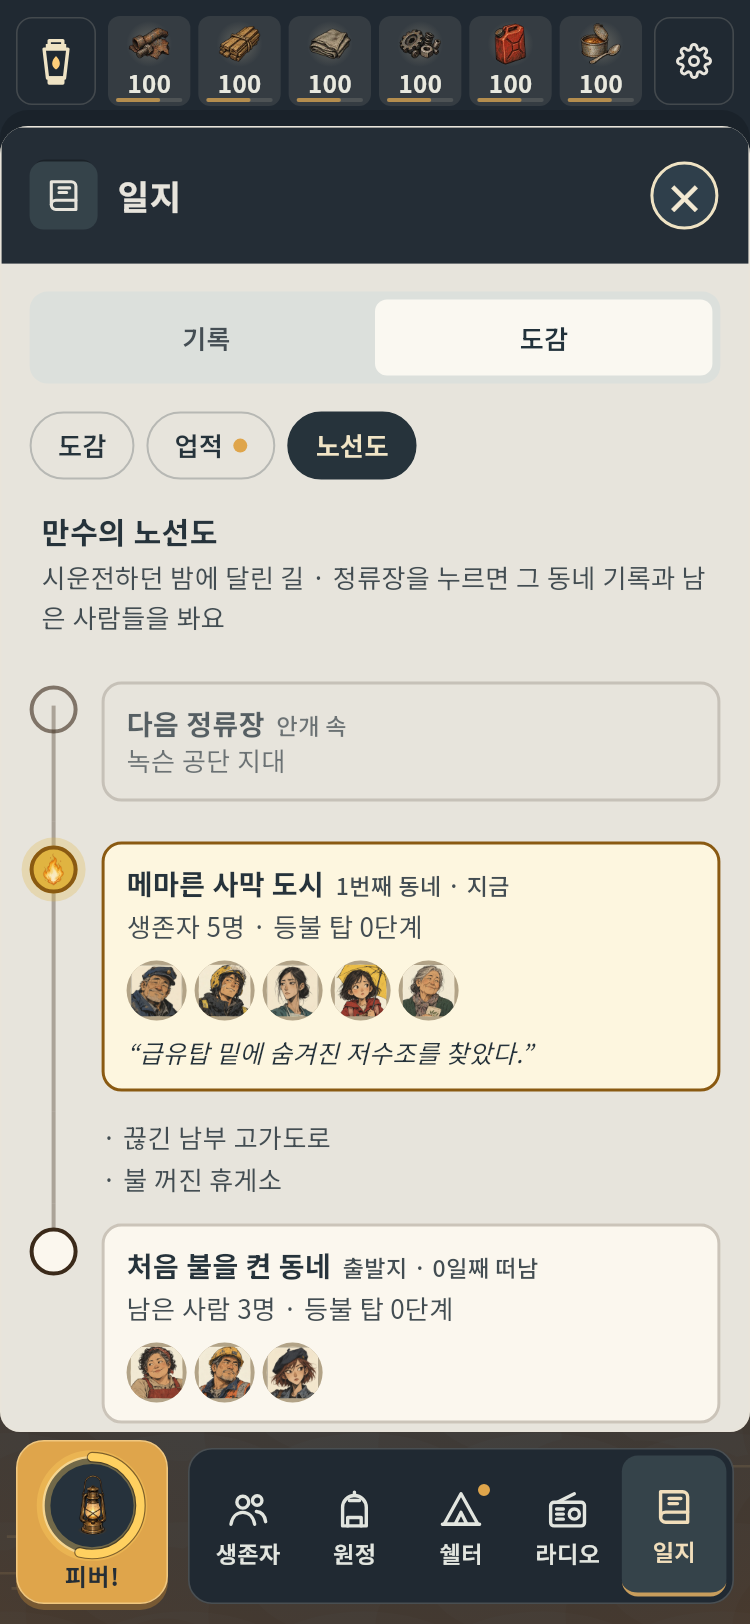 100 100 100 100 100 100
일지
기록 도감
도감 업적 노선도
만수의 노선도
시운전하던 밤에 달린 길 · 정류장을 누르면 그 동네 기록과 남
은 사람들을 봐요
다음 정류장 안개 속
녹슨 공단 지대
메마른 사막 도시 1번째 동네 · 지금
생존자 5명 · 등불 탑 0단계
“급유탑 밑에 숨겨진 저수조를 찾았다.”
· 끊긴 남부 고가도로
· 불 꺼진 휴게소
처음 불을 켠 동네 출발지 · 0일째 떠남
남은 사람 3명 · 등불 탑 0단계
피버! 생존자 원정 쉘터 라디오 일지